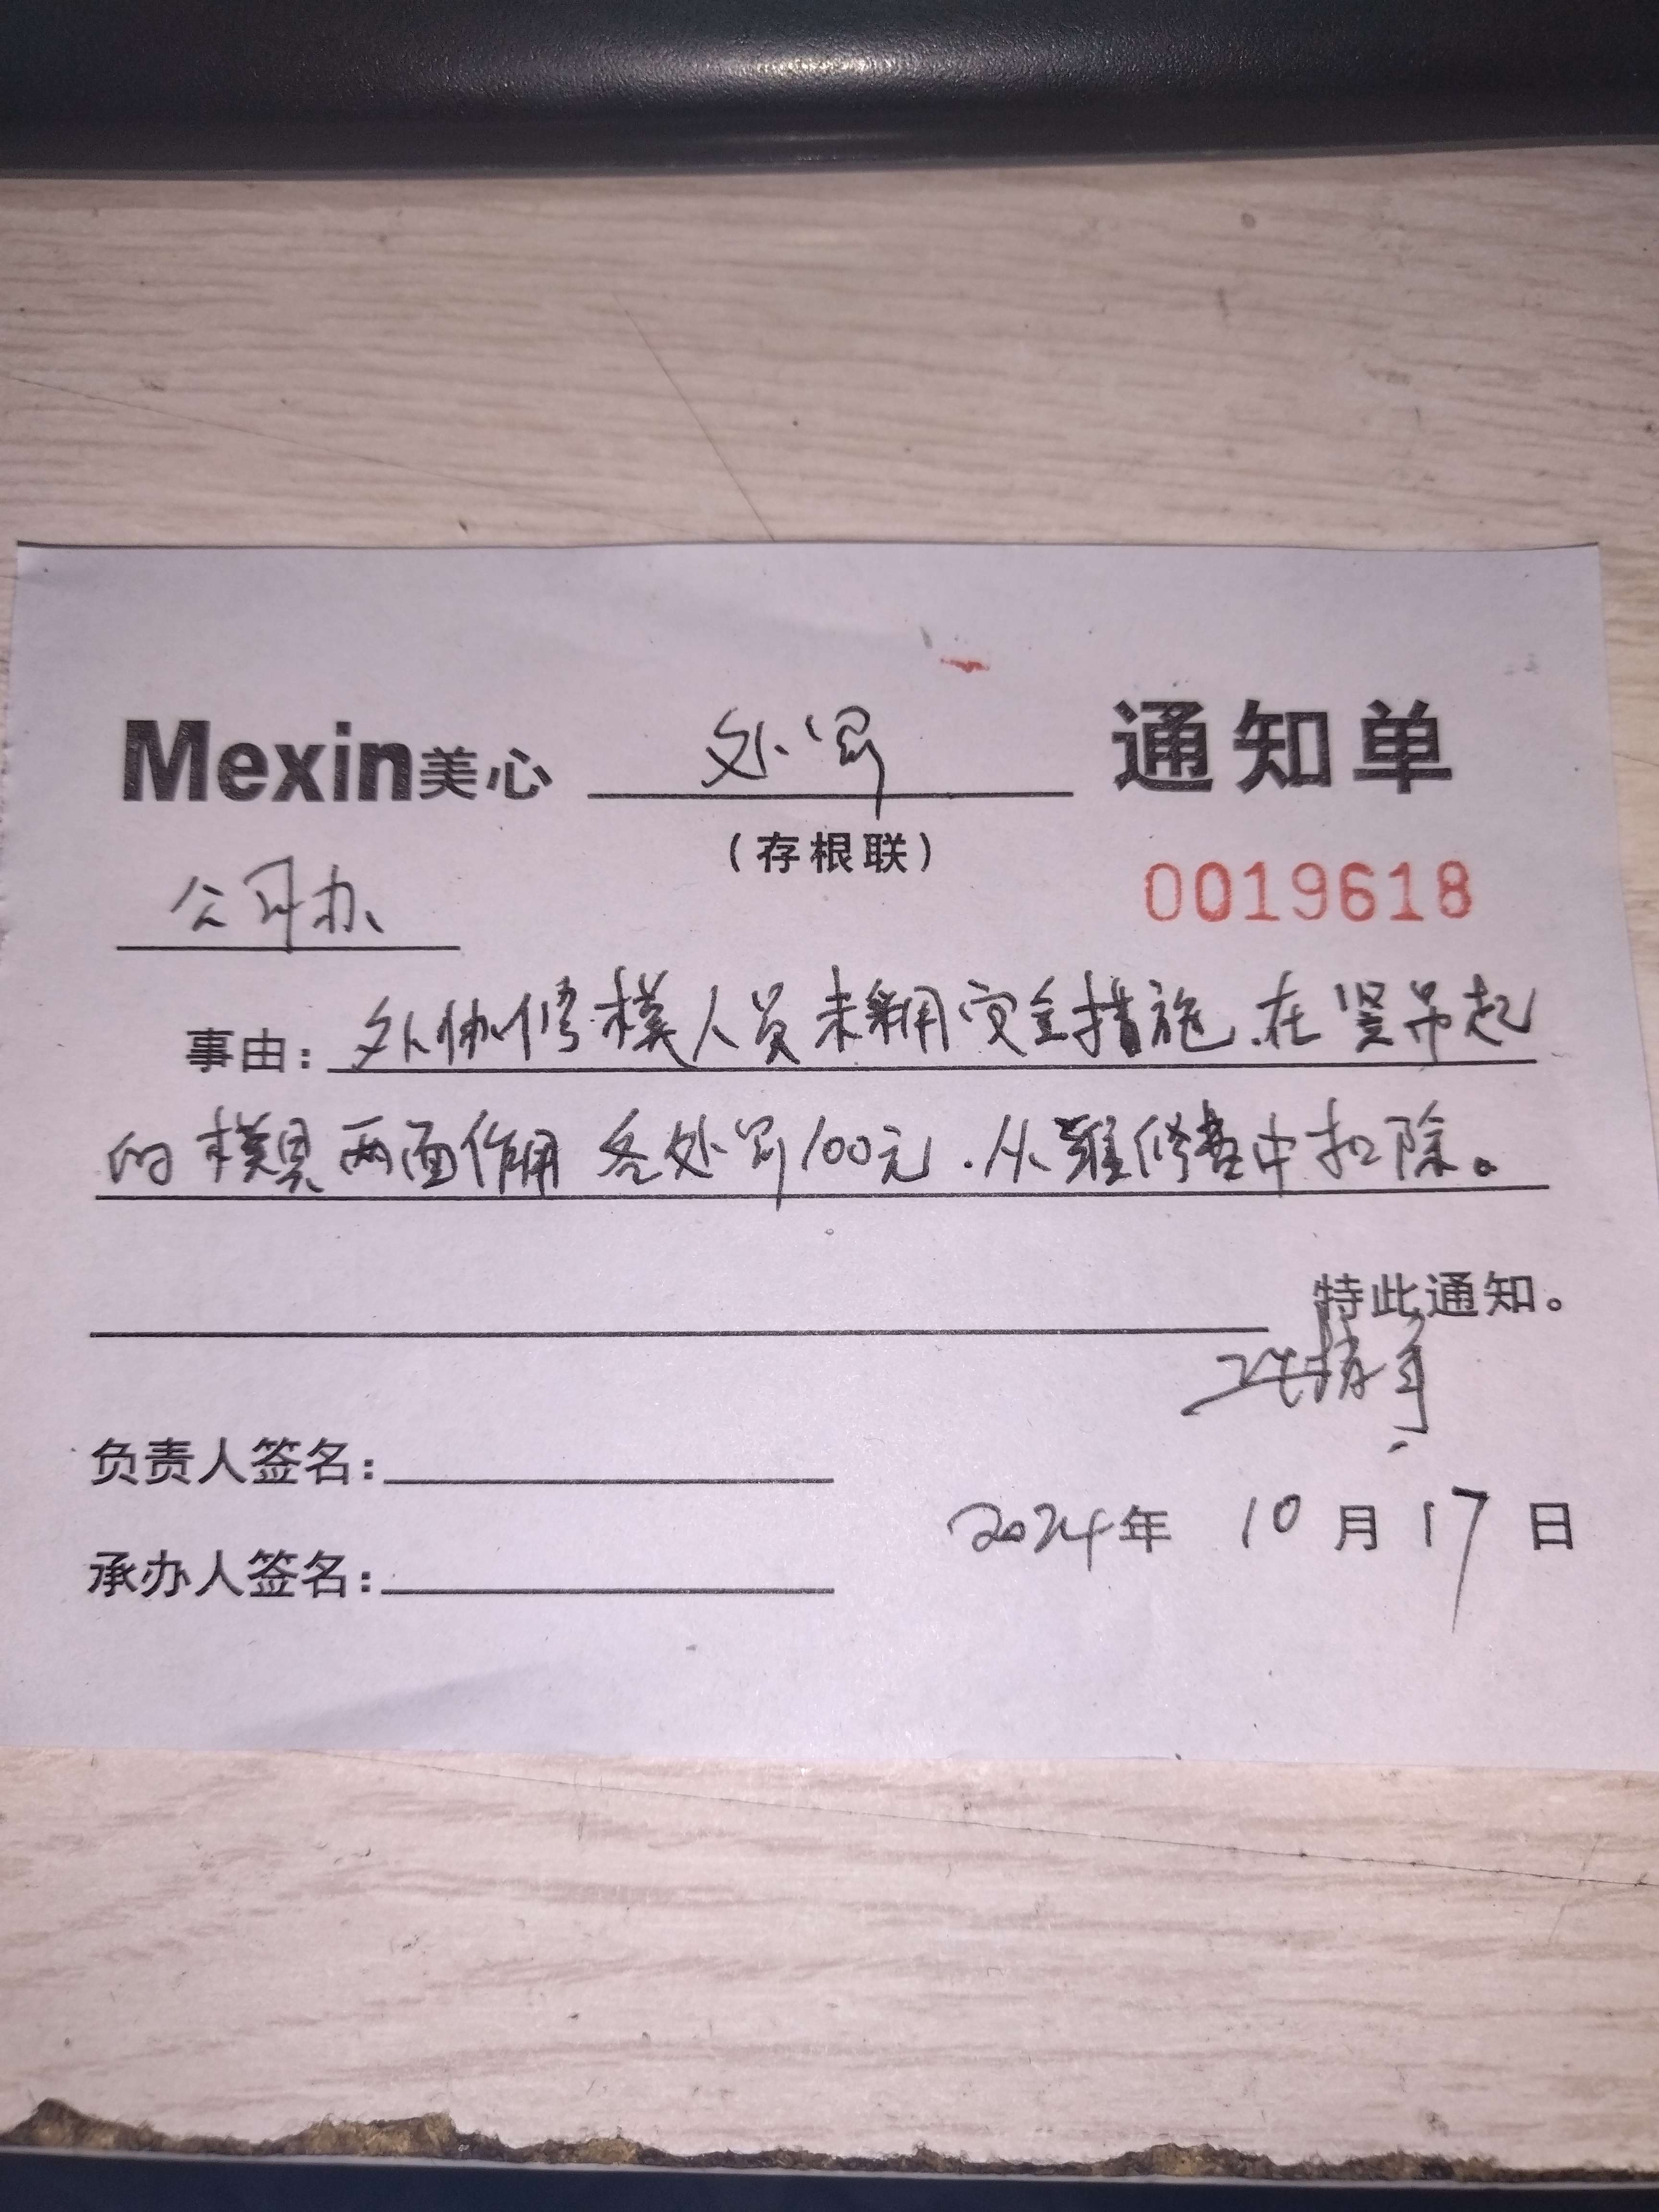 Mexin美心 处罚 通知单
(存根联)
公司办 0019618
事由: 外协修模人员未采用安全措施.在竖吊起
的模具两面作用 各处罚100元.从维修费中扣除。
特此通知。
负责人签名:
2024年 10月17日
承办人签名: